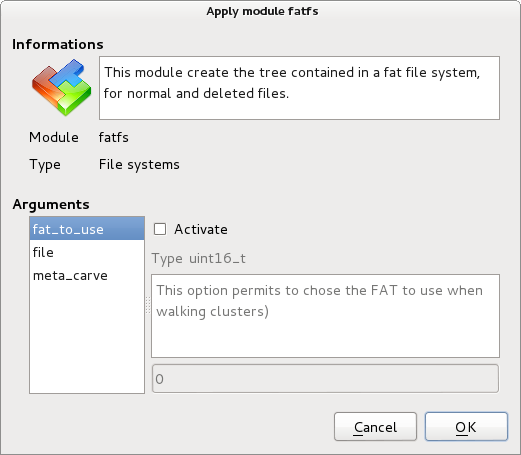 Apply module fatfs
Informations
This module create the tree contained in a fat file system,
for normal and deleted files.
Module fatfs
Type File systems
Arguments
fat_to_use
file
meta_carve
Activate
Type uint16_t
This option permits to chose the FAT to use when
walking clusters)
0
Cancel OK